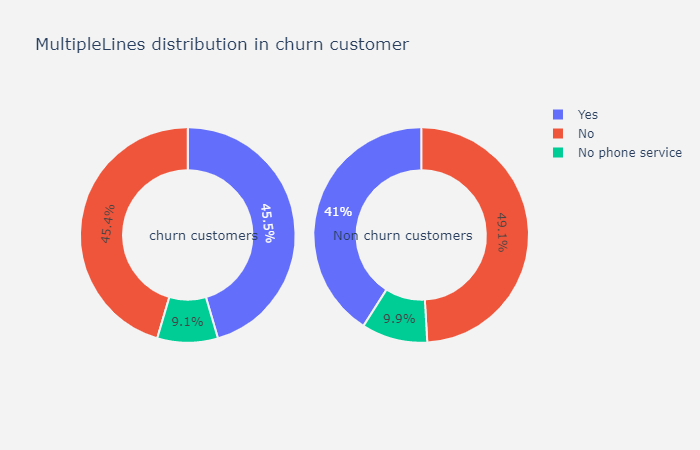 MultipleLines distribution in churn customer
Yes
No
No phone service
45.4%
churn customers
45.5%
9.1%
41%
Non churn customers
49.1%
9.9%